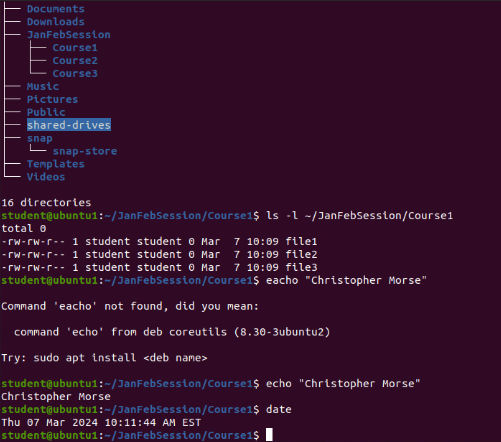 ├── Documents
├── Downloads
├── JanFebSession
│   ├── Course1
│   ├── Course2
│   └── Course3
├── Music
├── Pictures
├── Public
├── shared-drives
├── snap
│   └── snap-store
├── Templates
└── Videos
16 directories
student@ubuntu1:~/JanFebSession/Course1$ ls -l ~/JanFebSession/Course1
total 0
-rw-rw-r-- 1 student student 0 Mar  7 10:09 file1
-rw-rw-r-- 1 student student 0 Mar  7 10:09 file2
-rw-rw-r-- 1 student student 0 Mar  7 10:09 file3
student@ubuntu1:~/JanFebSession/Course1$ eacho "Christopher Morse"
Command 'eacho' not found, did you mean:
  command 'echo' from deb coreutils (8.30-3ubuntu2)
Try: sudo apt install <deb name>
student@ubuntu1:~/JanFebSession/Course1$ echo "Christopher Morse"
Christopher Morse
student@ubuntu1:~/JanFebSession/Course1$ date
Thu 07 Mar 2024 10:11:44 AM EST
student@ubuntu1:~/JanFebSession/Course1$